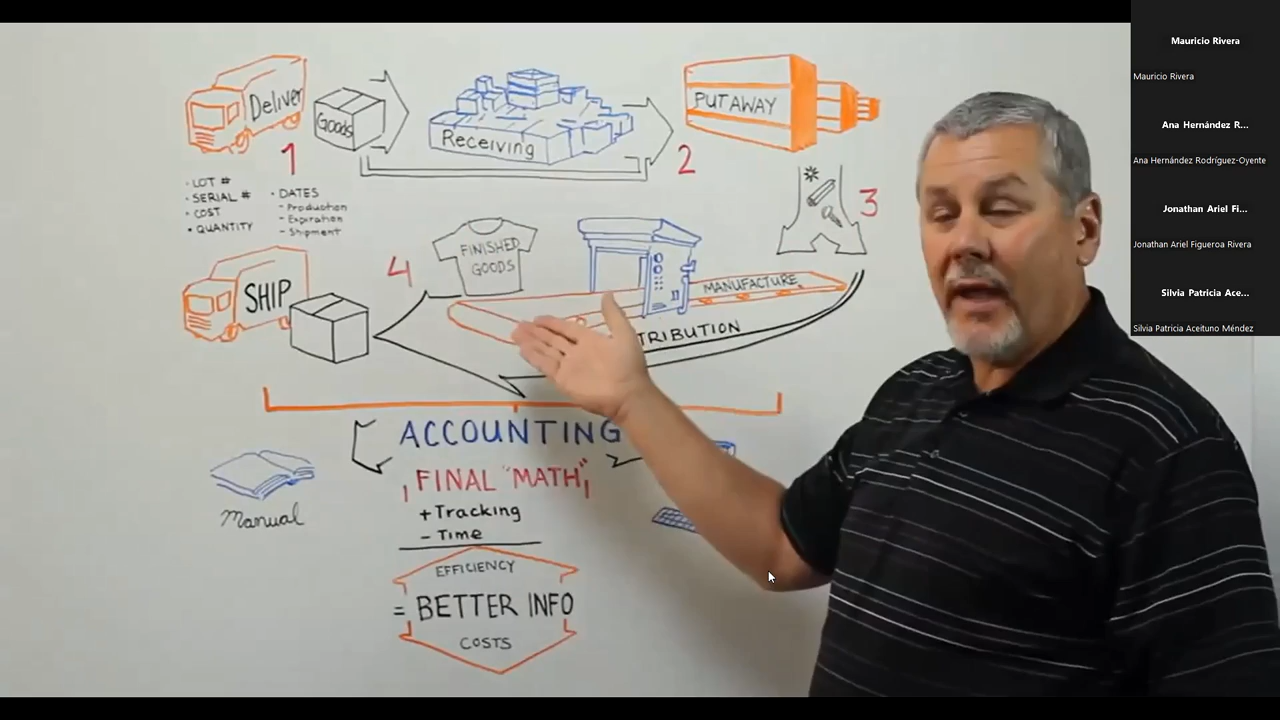 Deliver
Goods
Receiving
PUTAWAY
1
2
3
• LOT #
• SERIAL #
• COST
• QUANTITY
• DATES
- Production
- Expiration
- Shipment
SHIP
4
FINISHED
GOODS
MANUFACTURE
TRIBUTION
ACCOUNTING
FINAL "MATH"
+ Tracking
- Time
EFFICIENCY
= BETTER INFO
COSTS
Manual
Mauricio Rivera
Mauricio Rivera
Ana Hernández R...
Ana Hernández Rodríguez-Oyente
Jonathan Ariel Fi...
Jonathan Ariel Figueroa Rivera
Silvia Patricia Ace...
Silvia Patricia Aceituno Méndez